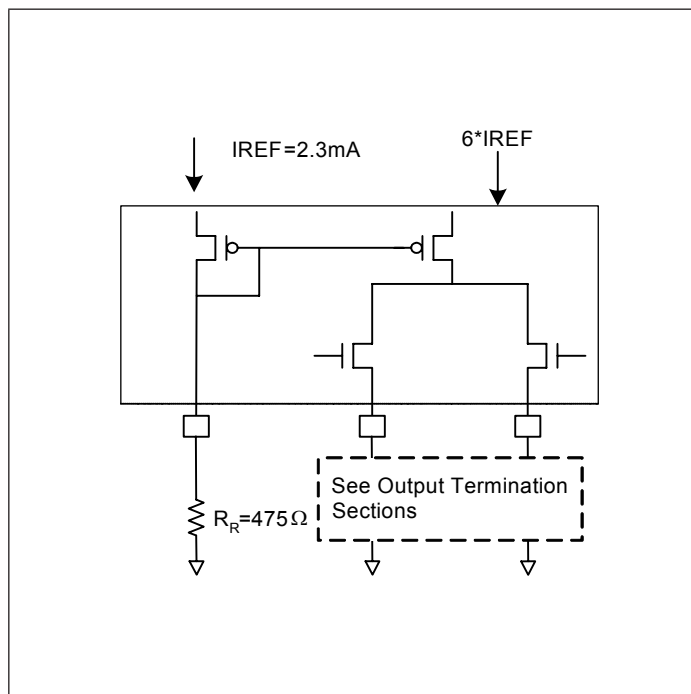 IREF=2.3mA
6*IREF
See Output Termination
Sections
RR=475Ω